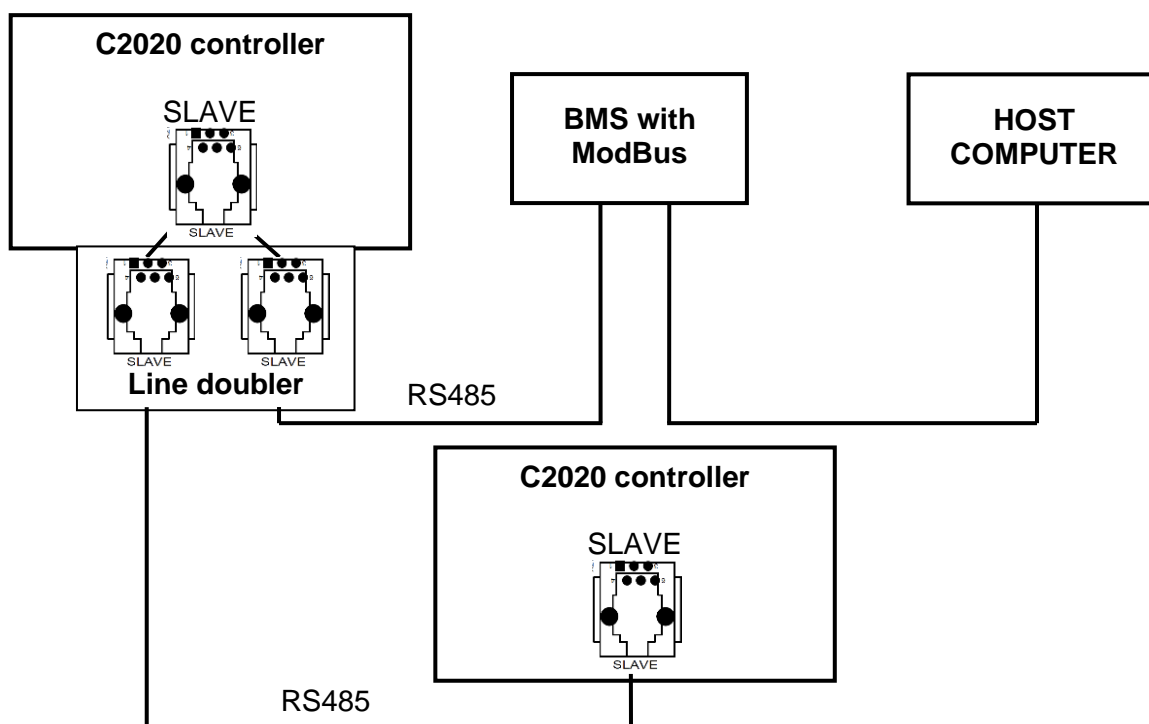 C2020 controller
SLAVE
SLAVE
BMS with
ModBus
HOST
COMPUTER
SLAVE
SLAVE
Line doubler
RS485
C2020 controller
SLAVE
SLAVE
RS485